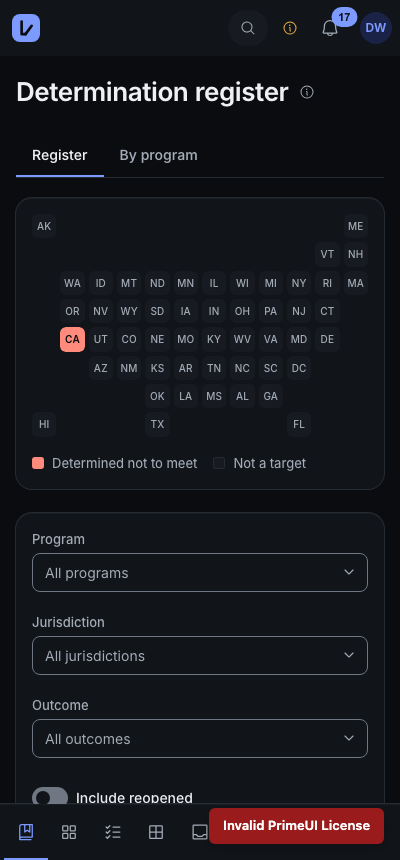 17
DW
Determination register
Register By program
AK ME
VT NH
WA ID MT ND MN IL WI MI NY RI MA
OR NV WY SD IA IN OH PA NJ CT
CA UT CO NE MO KY WV VA MD DE
AZ NM KS AR TN NC SC DC
OK LA MS AL GA
HI TX FL
Determined not to meet Not a target
Program
All programs
Jurisdiction
All jurisdictions
Outcome
All outcomes
Include reopened
Invalid PrimeUI License